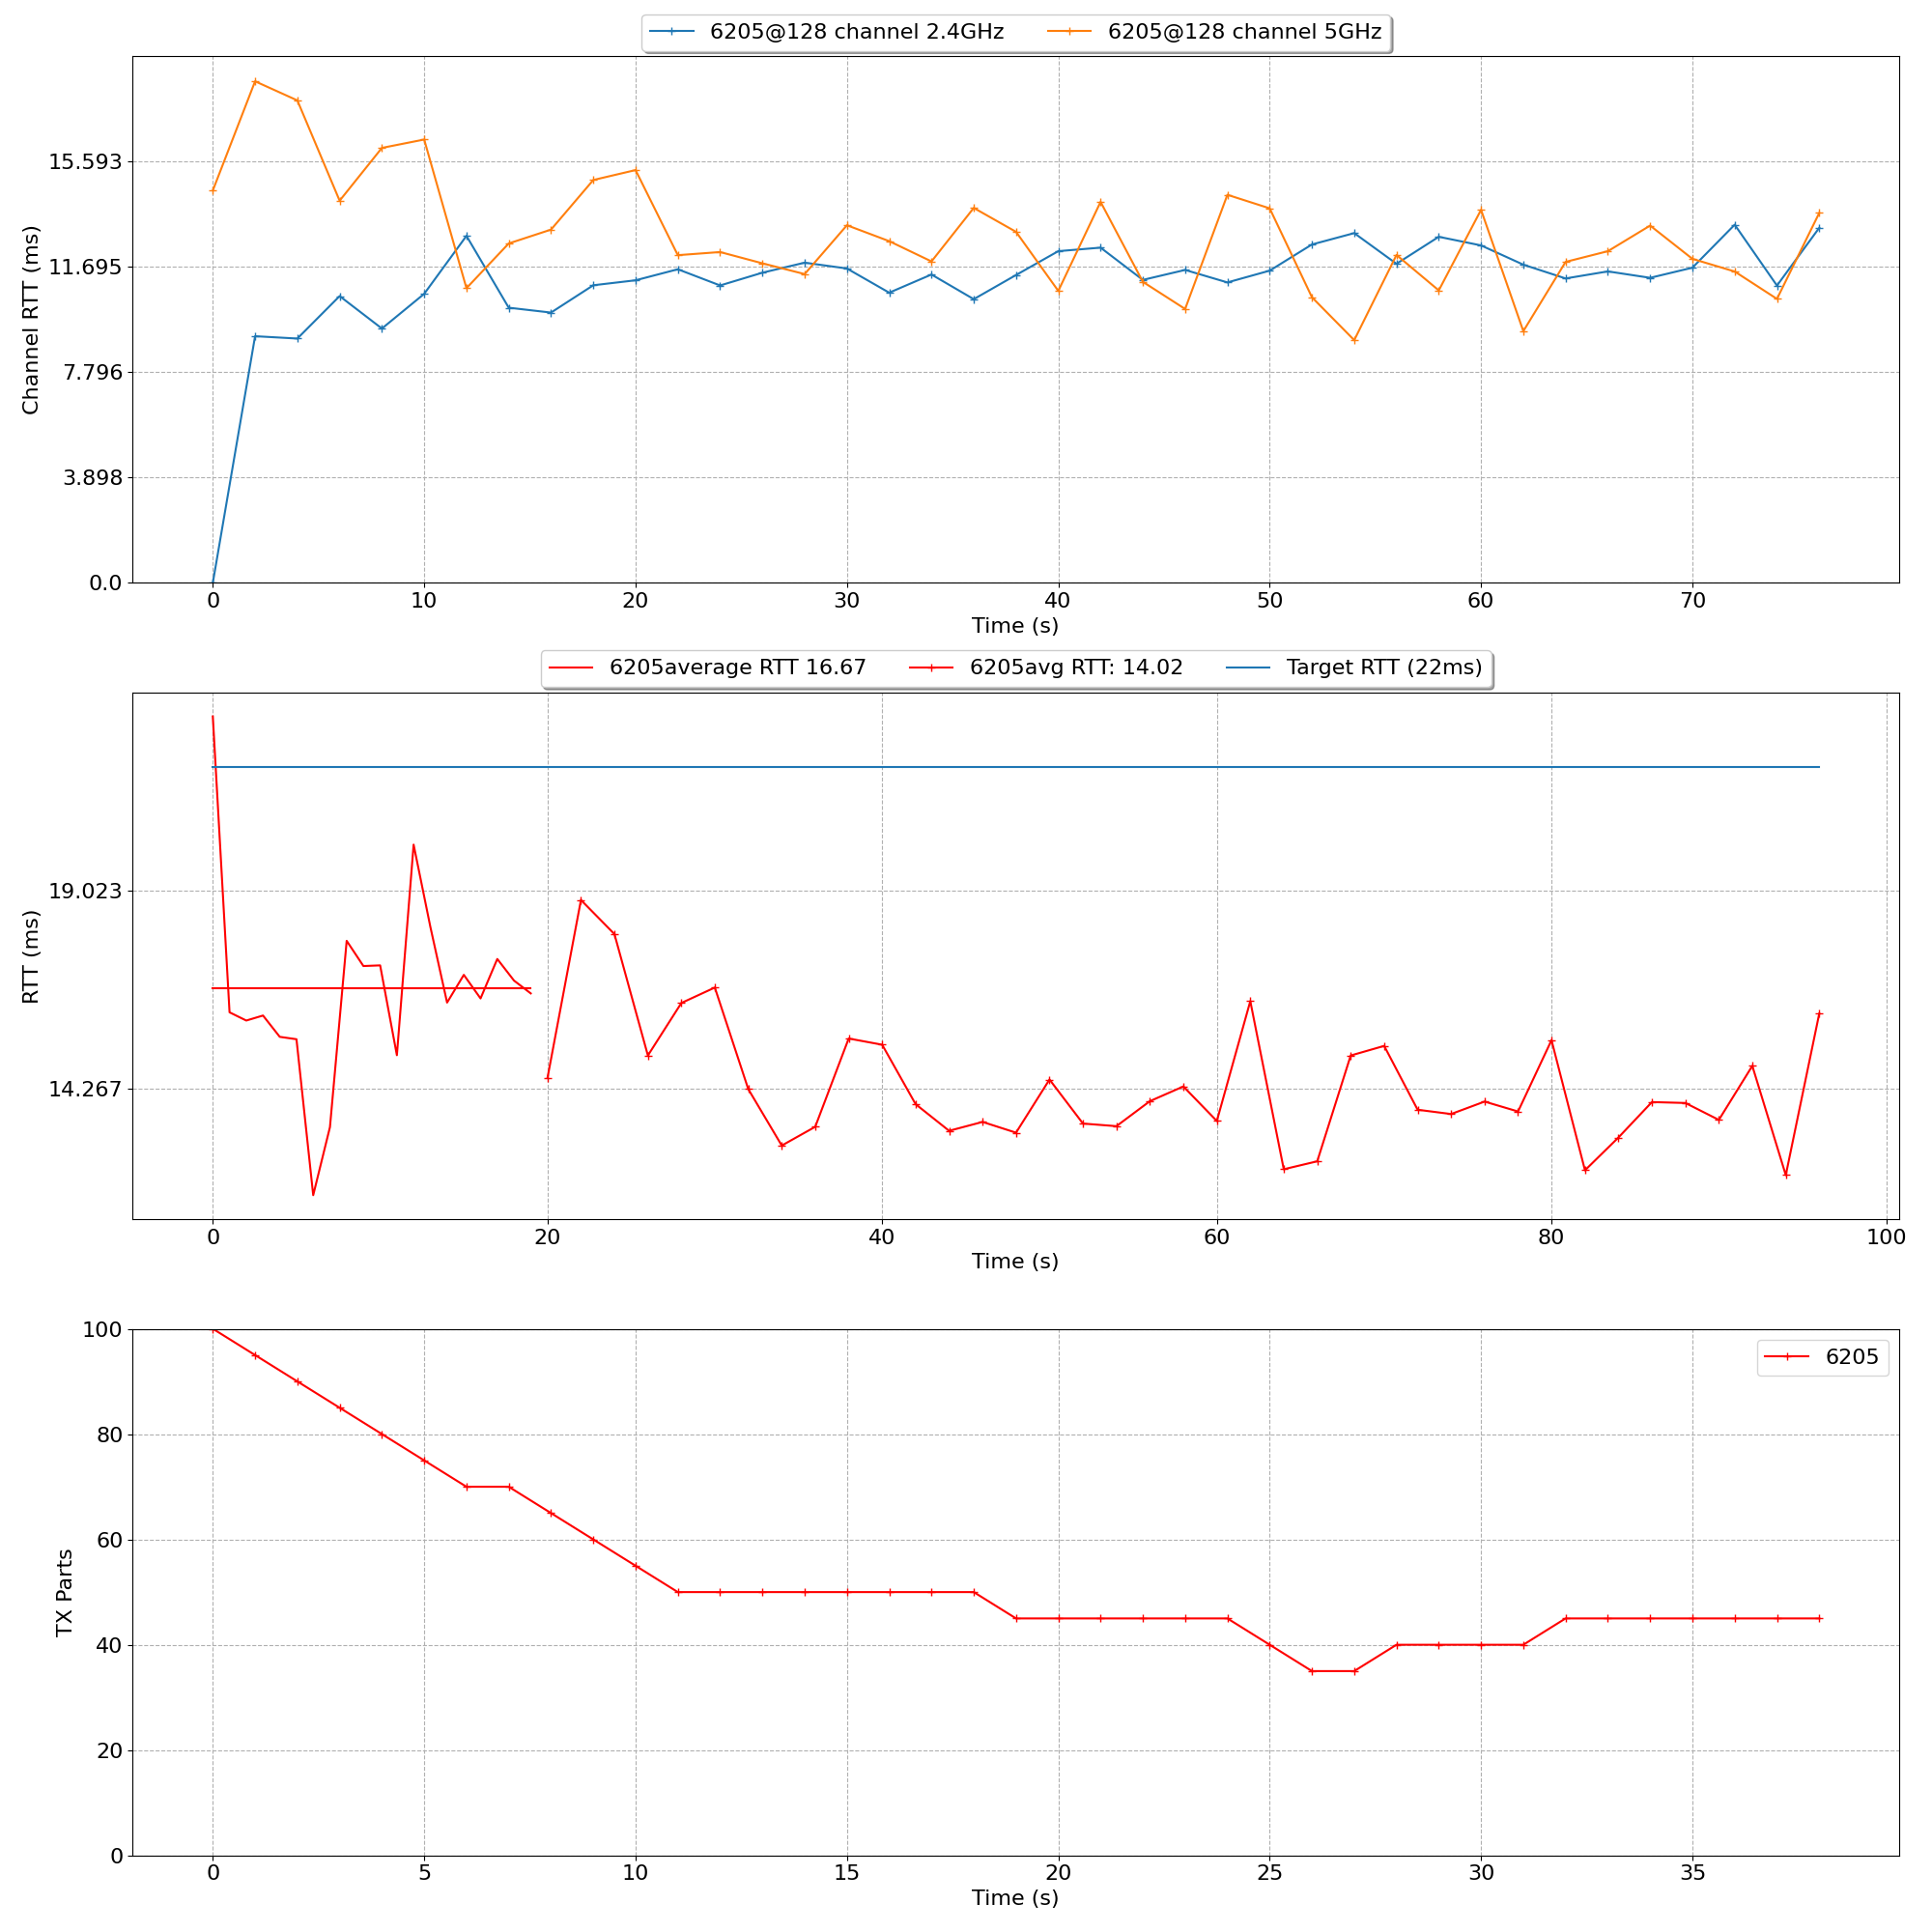 6205@128 channel 2.4GHz 6205@128 channel 5GHz
15.593
11.695
7.796
3.898
0.0
Channel RTT (ms)
0 10 20 30 40 50 60 70
Time (s)
6205average RTT 16.67 6205avg RTT: 14.02 Target RTT (22ms)
19.023
14.267
RTT (ms)
0 20 40 60 80 100
Time (s)
6205
100
80
60
40
20
0
TX Parts
0 5 10 15 20 25 30 35
Time (s)